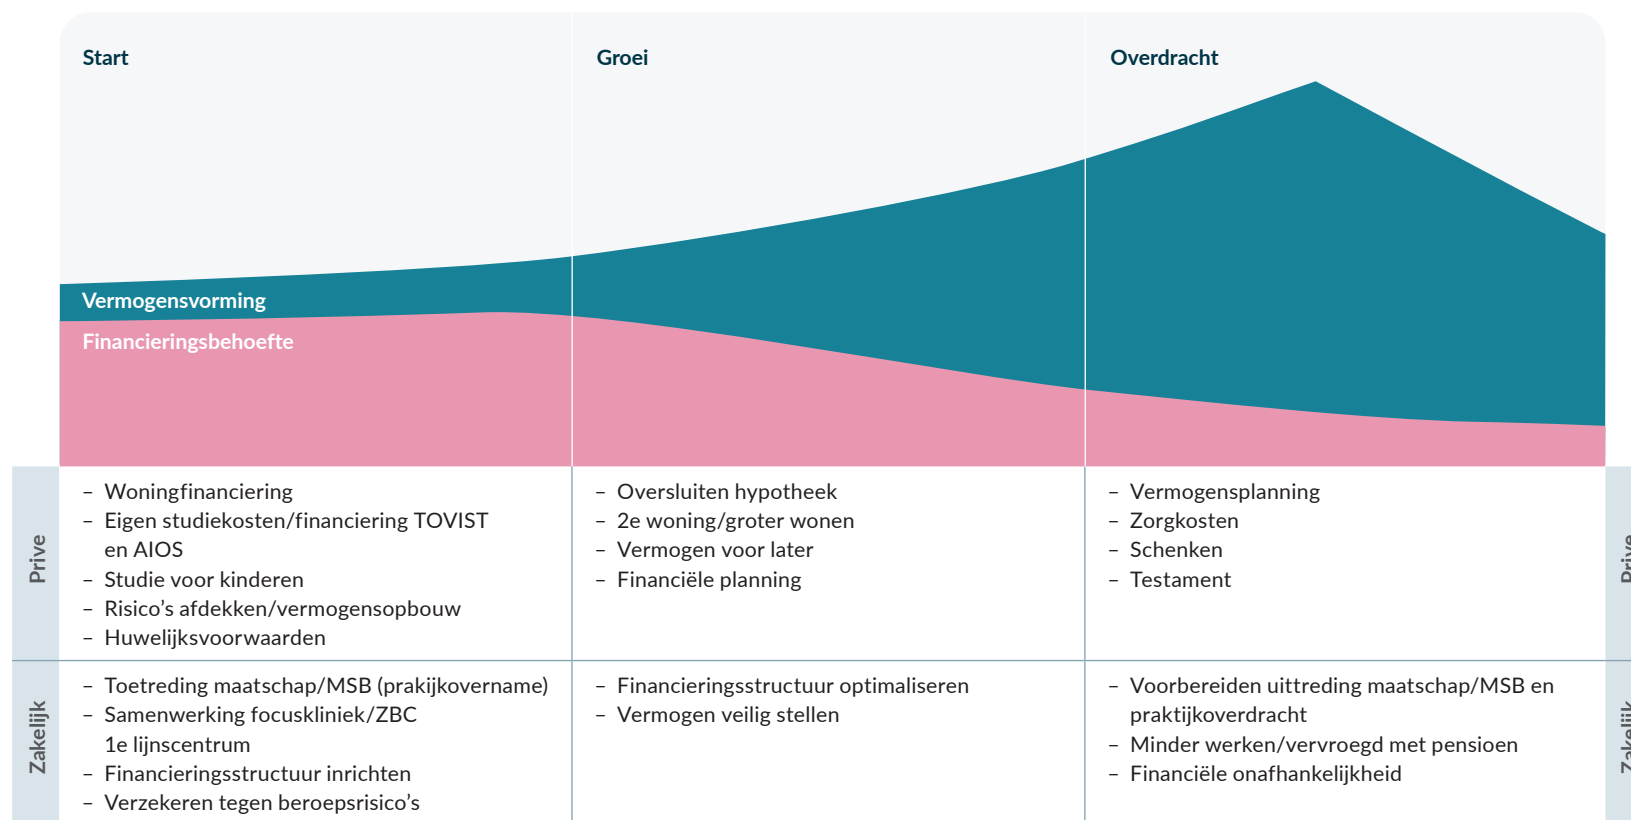 Start
Groei
Overdracht
Vermogensvorming
Financieringsbehoefte
Prive
– Woningfinanciering
– Eigen studiekosten/financiering TOVIST
en AIOS
– Studie voor kinderen
– Risico’s afdekken/vermogensopbouw
– Huwelijksvoorwaarden
– Oversluiten hypotheek
– 2e woning/groter wonen
– Vermogen voor later
– Financiële planning
– Vermogensplanning
– Zorgkosten
– Schenken
– Testament
Prive
Zakelijk
– Toetreding maatschap/MSB (prakijkovername)
– Samenwerking focuskliniek/ZBC
1e lijnscentrum
– Financieringsstructuur inrichten
– Verzekeren tegen beroepsrisico’s
– Financieringsstructuur optimaliseren
– Vermogen veilig stellen
– Voorbereiden uittreding maatschap/MSB en
praktijkoverdracht
– Minder werken/vervroegd met pensioen
– Financiële onafhankelijkheid
Zakelijk